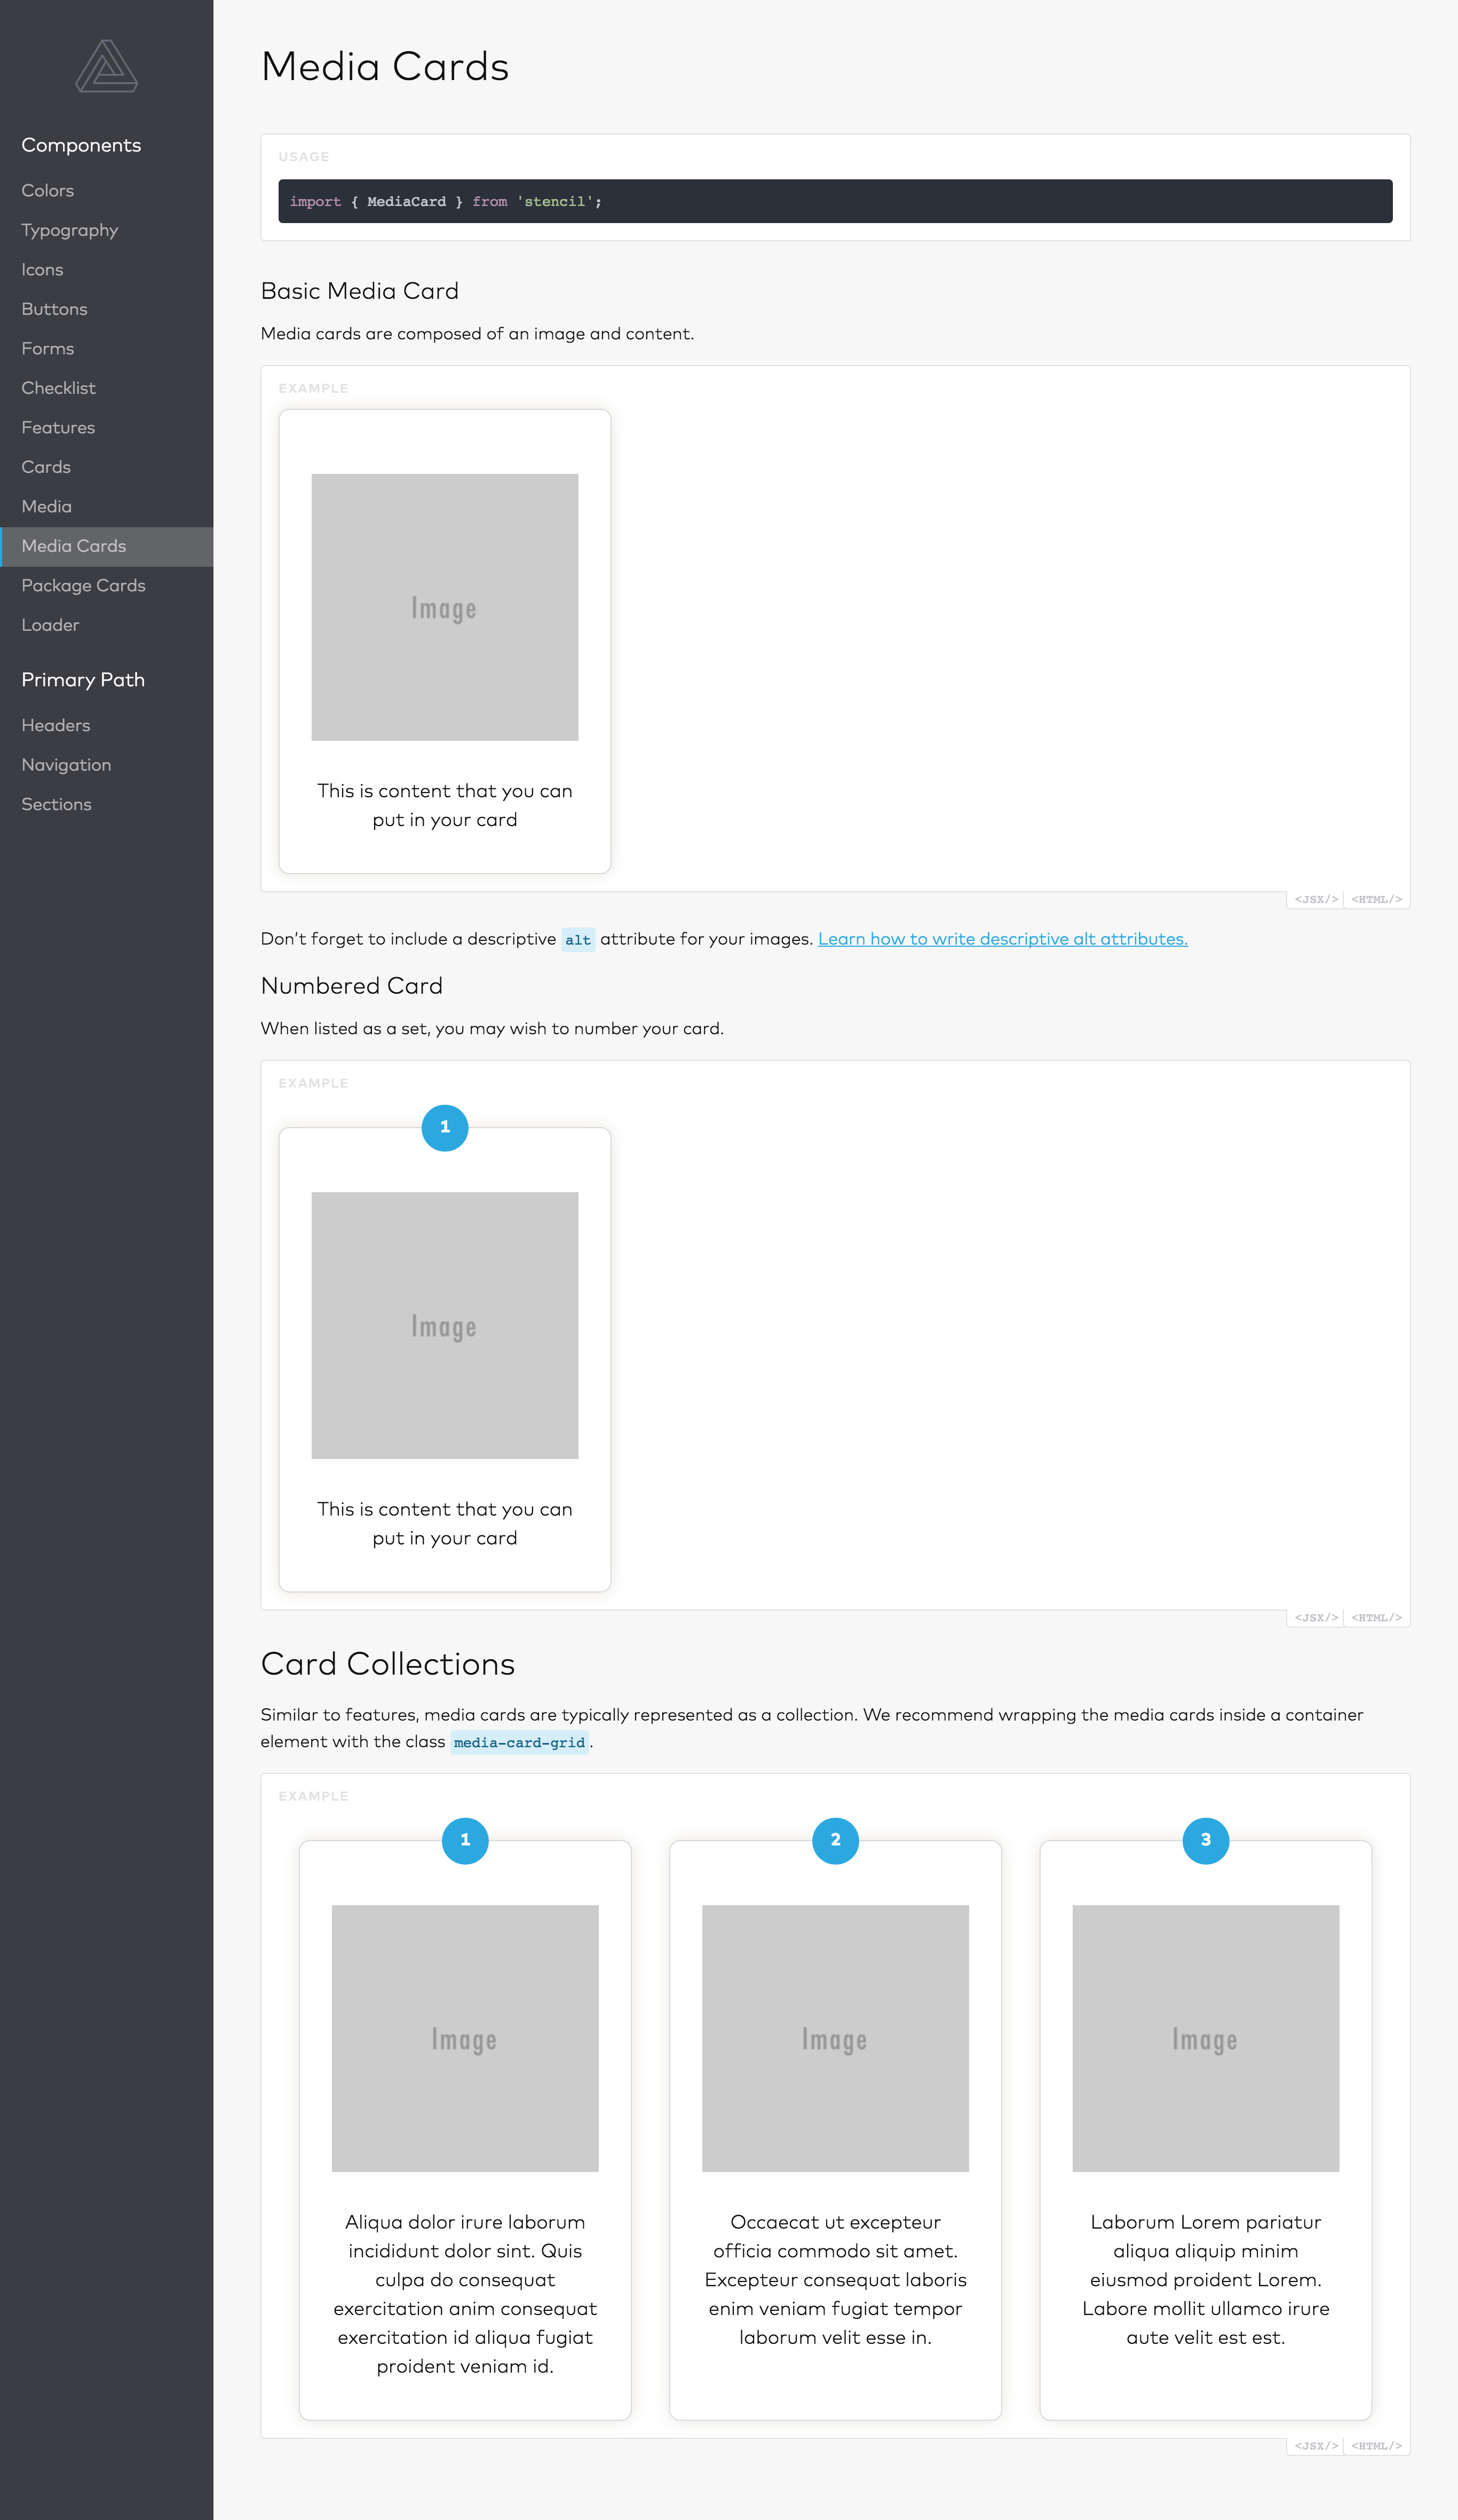 Components
Colors
Typography
Icons
Buttons
Forms
Checklist
Features
Cards
Media
Media Cards
Package Cards
Loader
Primary Path
Headers
Navigation
Sections
Media Cards
USAGE
import { MediaCard } from 'stencil';
Basic Media Card
Media cards are composed of an image and content.
EXAMPLE
Image
This is content that you can
put in your card
<JSX/> <HTML/>
Don’t forget to include a descriptive alt attribute for your images. Learn how to write descriptive alt attributes.
Numbered Card
When listed as a set, you may wish to number your card.
EXAMPLE
1
Image
This is content that you can
put in your card
<JSX/> <HTML/>
Card Collections
Similar to features, media cards are typically represented as a collection. We recommend wrapping the media cards inside a container
element with the class media-card-grid.
EXAMPLE
1
Image
Aliqua dolor irure laborum
incididunt dolor sint. Quis
culpa do consequat
exercitation anim consequat
exercitation id aliqua fugiat
proident veniam id.
2
Image
Occaecat ut excepteur
officia commodo sit amet.
Excepteur consequat laboris
enim veniam fugiat tempor
laborum velit esse in.
3
Image
Laborum Lorem pariatur
aliqua aliquip minim
eiusmod proident Lorem.
Labore mollit ullamco irure
aute velit est est.
<JSX/> <HTML/>